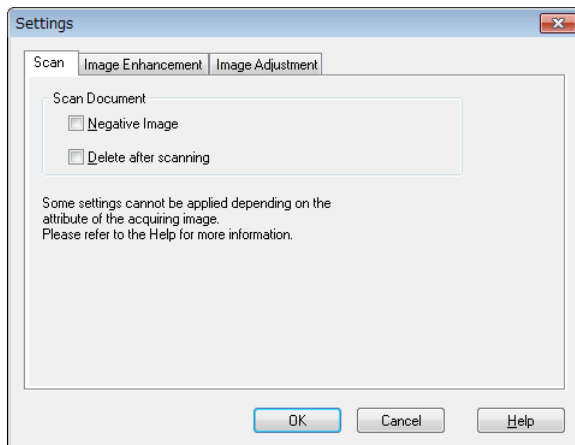 Settings
Scan Image Enhancement Image Adjustment
Scan Document
Negative Image
Delete after scanning
Some settings cannot be applied depending on the
attribute of the acquiring image.
Please refer to the Help for more information.
OK Cancel Help